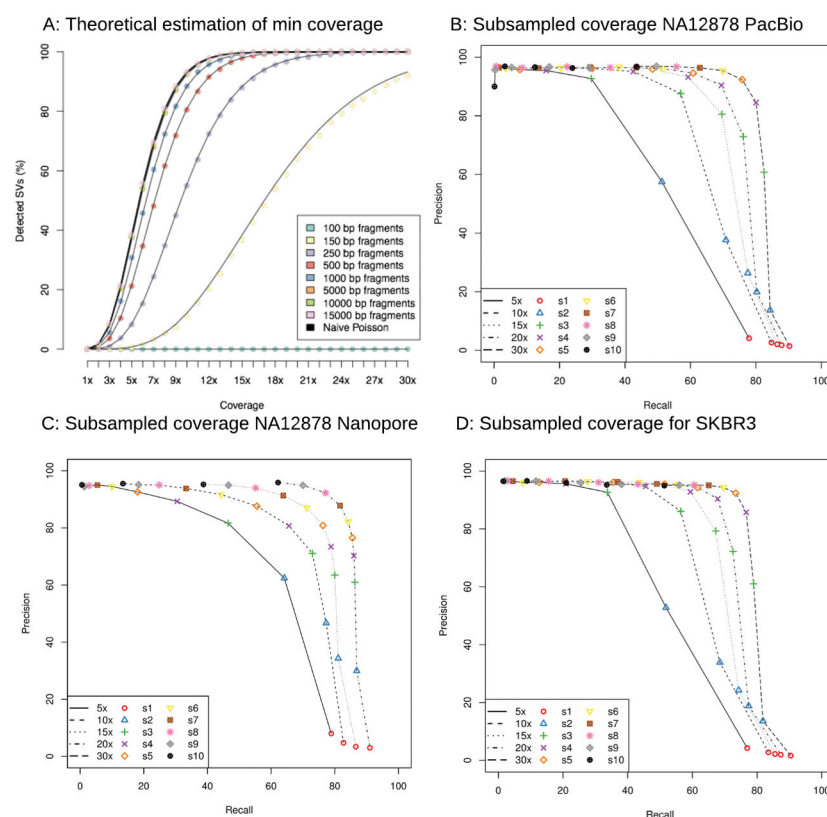 A: Theoretical estimation of min coverage
Detected SVs (%)
100
80
60
40
20
0
1x 3x 5x 7x 9x 12x 15x 18x 21x 24x 27x 30x
Coverage
100 bp fragments
150 bp fragments
250 bp fragments
500 bp fragments
1000 bp fragments
5000 bp fragments
10000 bp fragments
15000 bp fragments
Naive Poisson
B: Subsampled coverage NA12878 PacBio
Precision
100
80
60
40
20
0
0 20 40 60 80 100
Recall
5x s1 s6
10x s2 s7
15x s3 s8
20x s4 s9
30x s5 s10
C: Subsampled coverage NA12878 Nanopore
Precision
100
80
60
40
20
0
0 20 40 60 80 100
Recall
5x s1 s6
10x s2 s7
15x s3 s8
20x s4 s9
30x s5 s10
D: Subsampled coverage for SKBR3
Precision
100
80
60
40
20
0
0 20 40 60 80 100
Recall
5x s1 s6
10x s2 s7
15x s3 s8
20x s4 s9
30x s5 s10